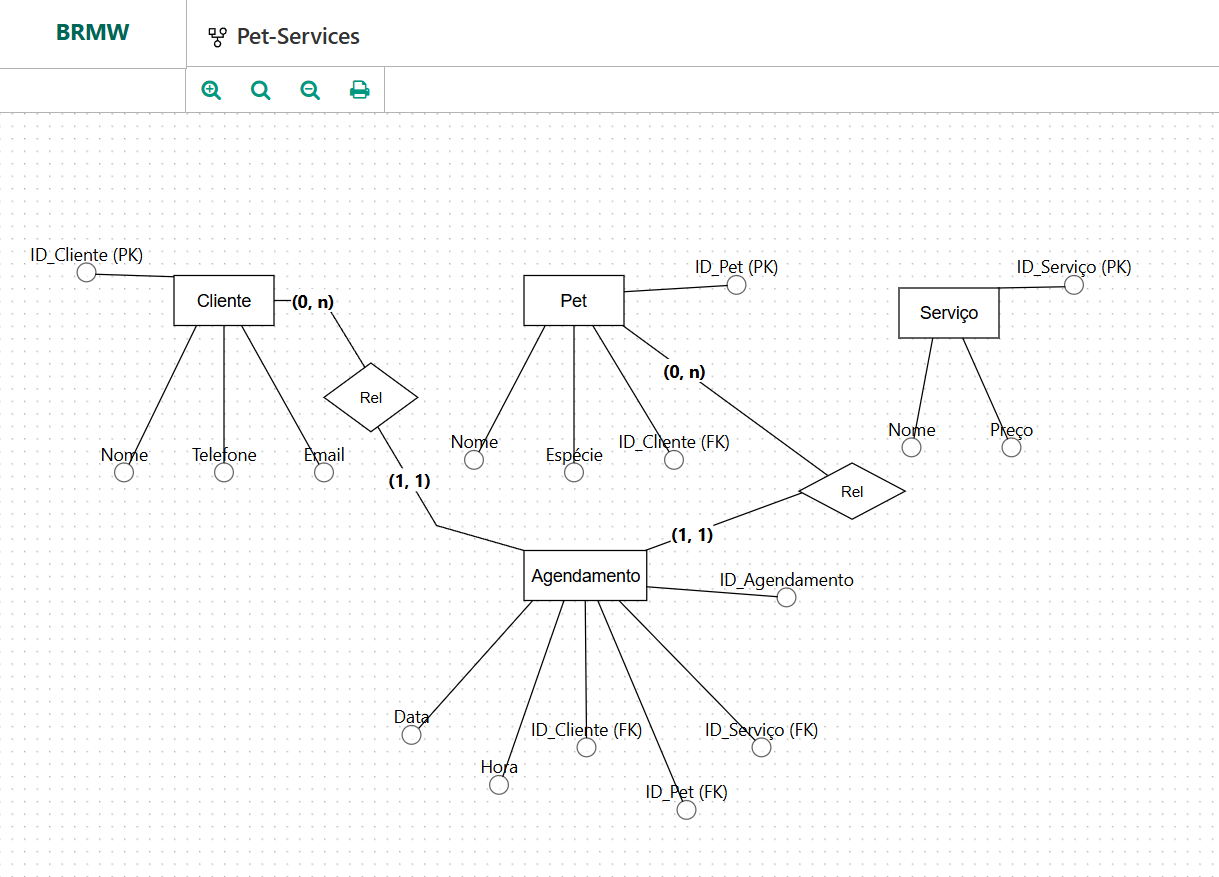 BRMW
Pet-Services
ID_Cliente (PK)
Cliente
(0, n)
Pet
ID_Pet (PK)
ID_Serviço (PK)
Serviço
Rel
(0, n)
Nome
Telefone
Email
(1, 1)
Nome
Espécie
ID_Cliente (FK)
Nome
Preço
Rel
(1, 1)
Agendamento
ID_Agendamento
Data
Hora
ID_Cliente (FK)
ID_Pet (FK)
ID_Serviço (FK)